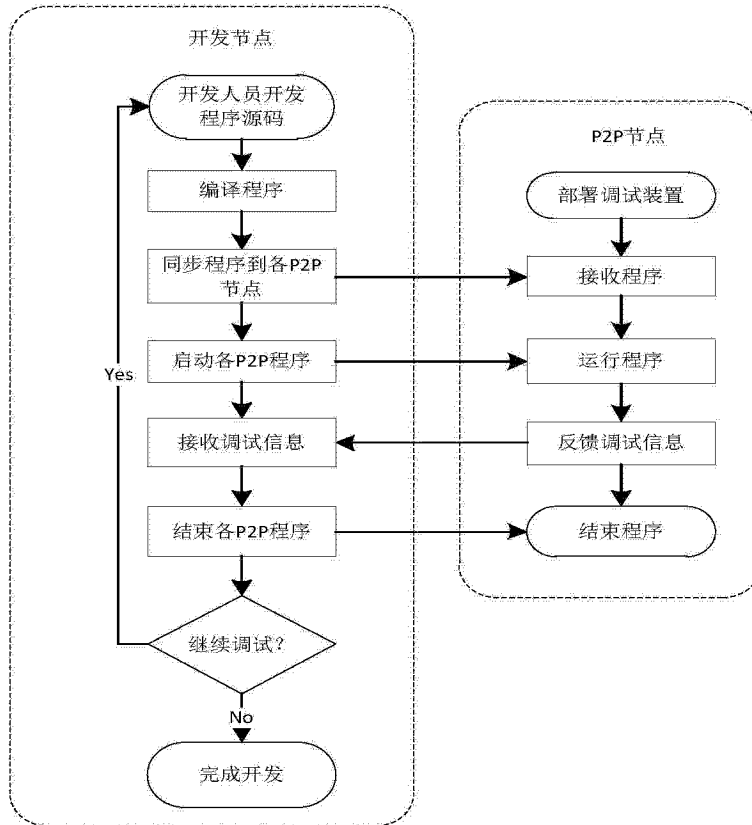 开发节点
开发人员开发
程序源码
编译程序
同步程序到各P2P
节点
启动各P2P程序
Yes
接收调试信息
结束各P2P程序
继续调试?
No
完成开发
P2P节点
部署调试装置
接收程序
运行程序
反馈调试信息
结束程序